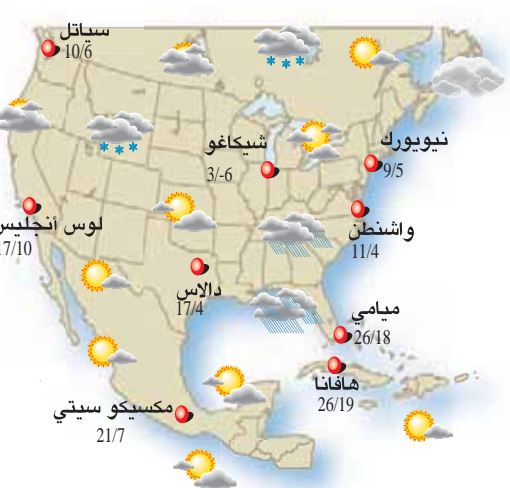 سياتل
10/6
شيكاغو
3/-6
نيويورك
9/5
لوس أنجليس
17/10
واشنطن
11/4
دالاس
17/4
ميامي
26/18
هافانا
26/19
مكسيكو سيتي
21/7